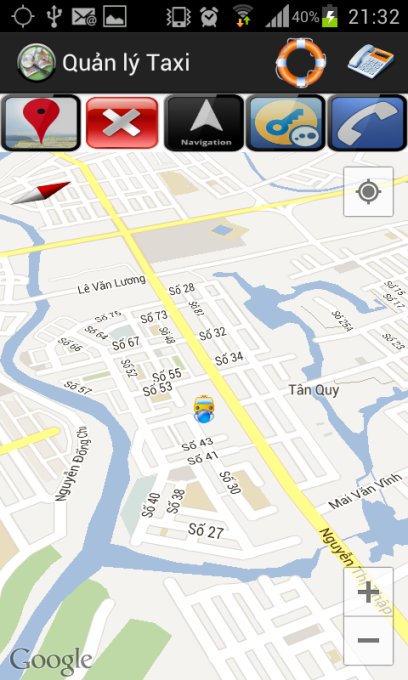 40% 21:32
Quản lý Taxi
Navigation
Lê Văn Lương
Số 28
Số 15
Số 17
Số 76
Số 73
Số 81
Số 25A
Số 64
Số 48
Số 32
Số 23
Số 67
Số 34
Số 52
Số 55
Số 57
Số 53
Tân Quy
Số 43
Số 41
Nguyễn Đổng Chi
Số 30
Số 40
Số 38
Mai Văn Vĩnh
Số 27
Nguyễn Thị Thập
Google